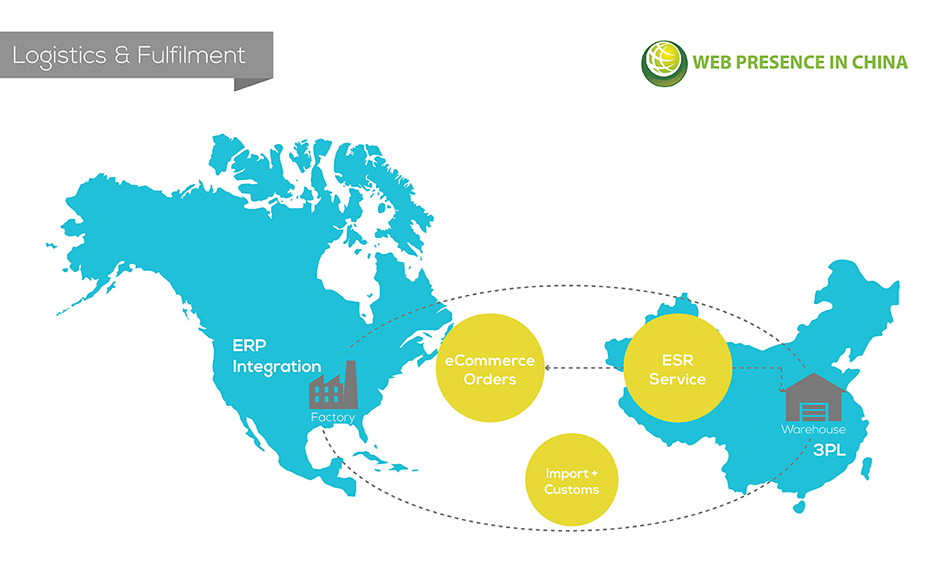 Logistics & Fulfilment
WEB PRESENCE IN CHINA
ERP
Integration
Factory
eCommerce
Orders
ESR
Service
Warehouse
3PL
Import +
Customs